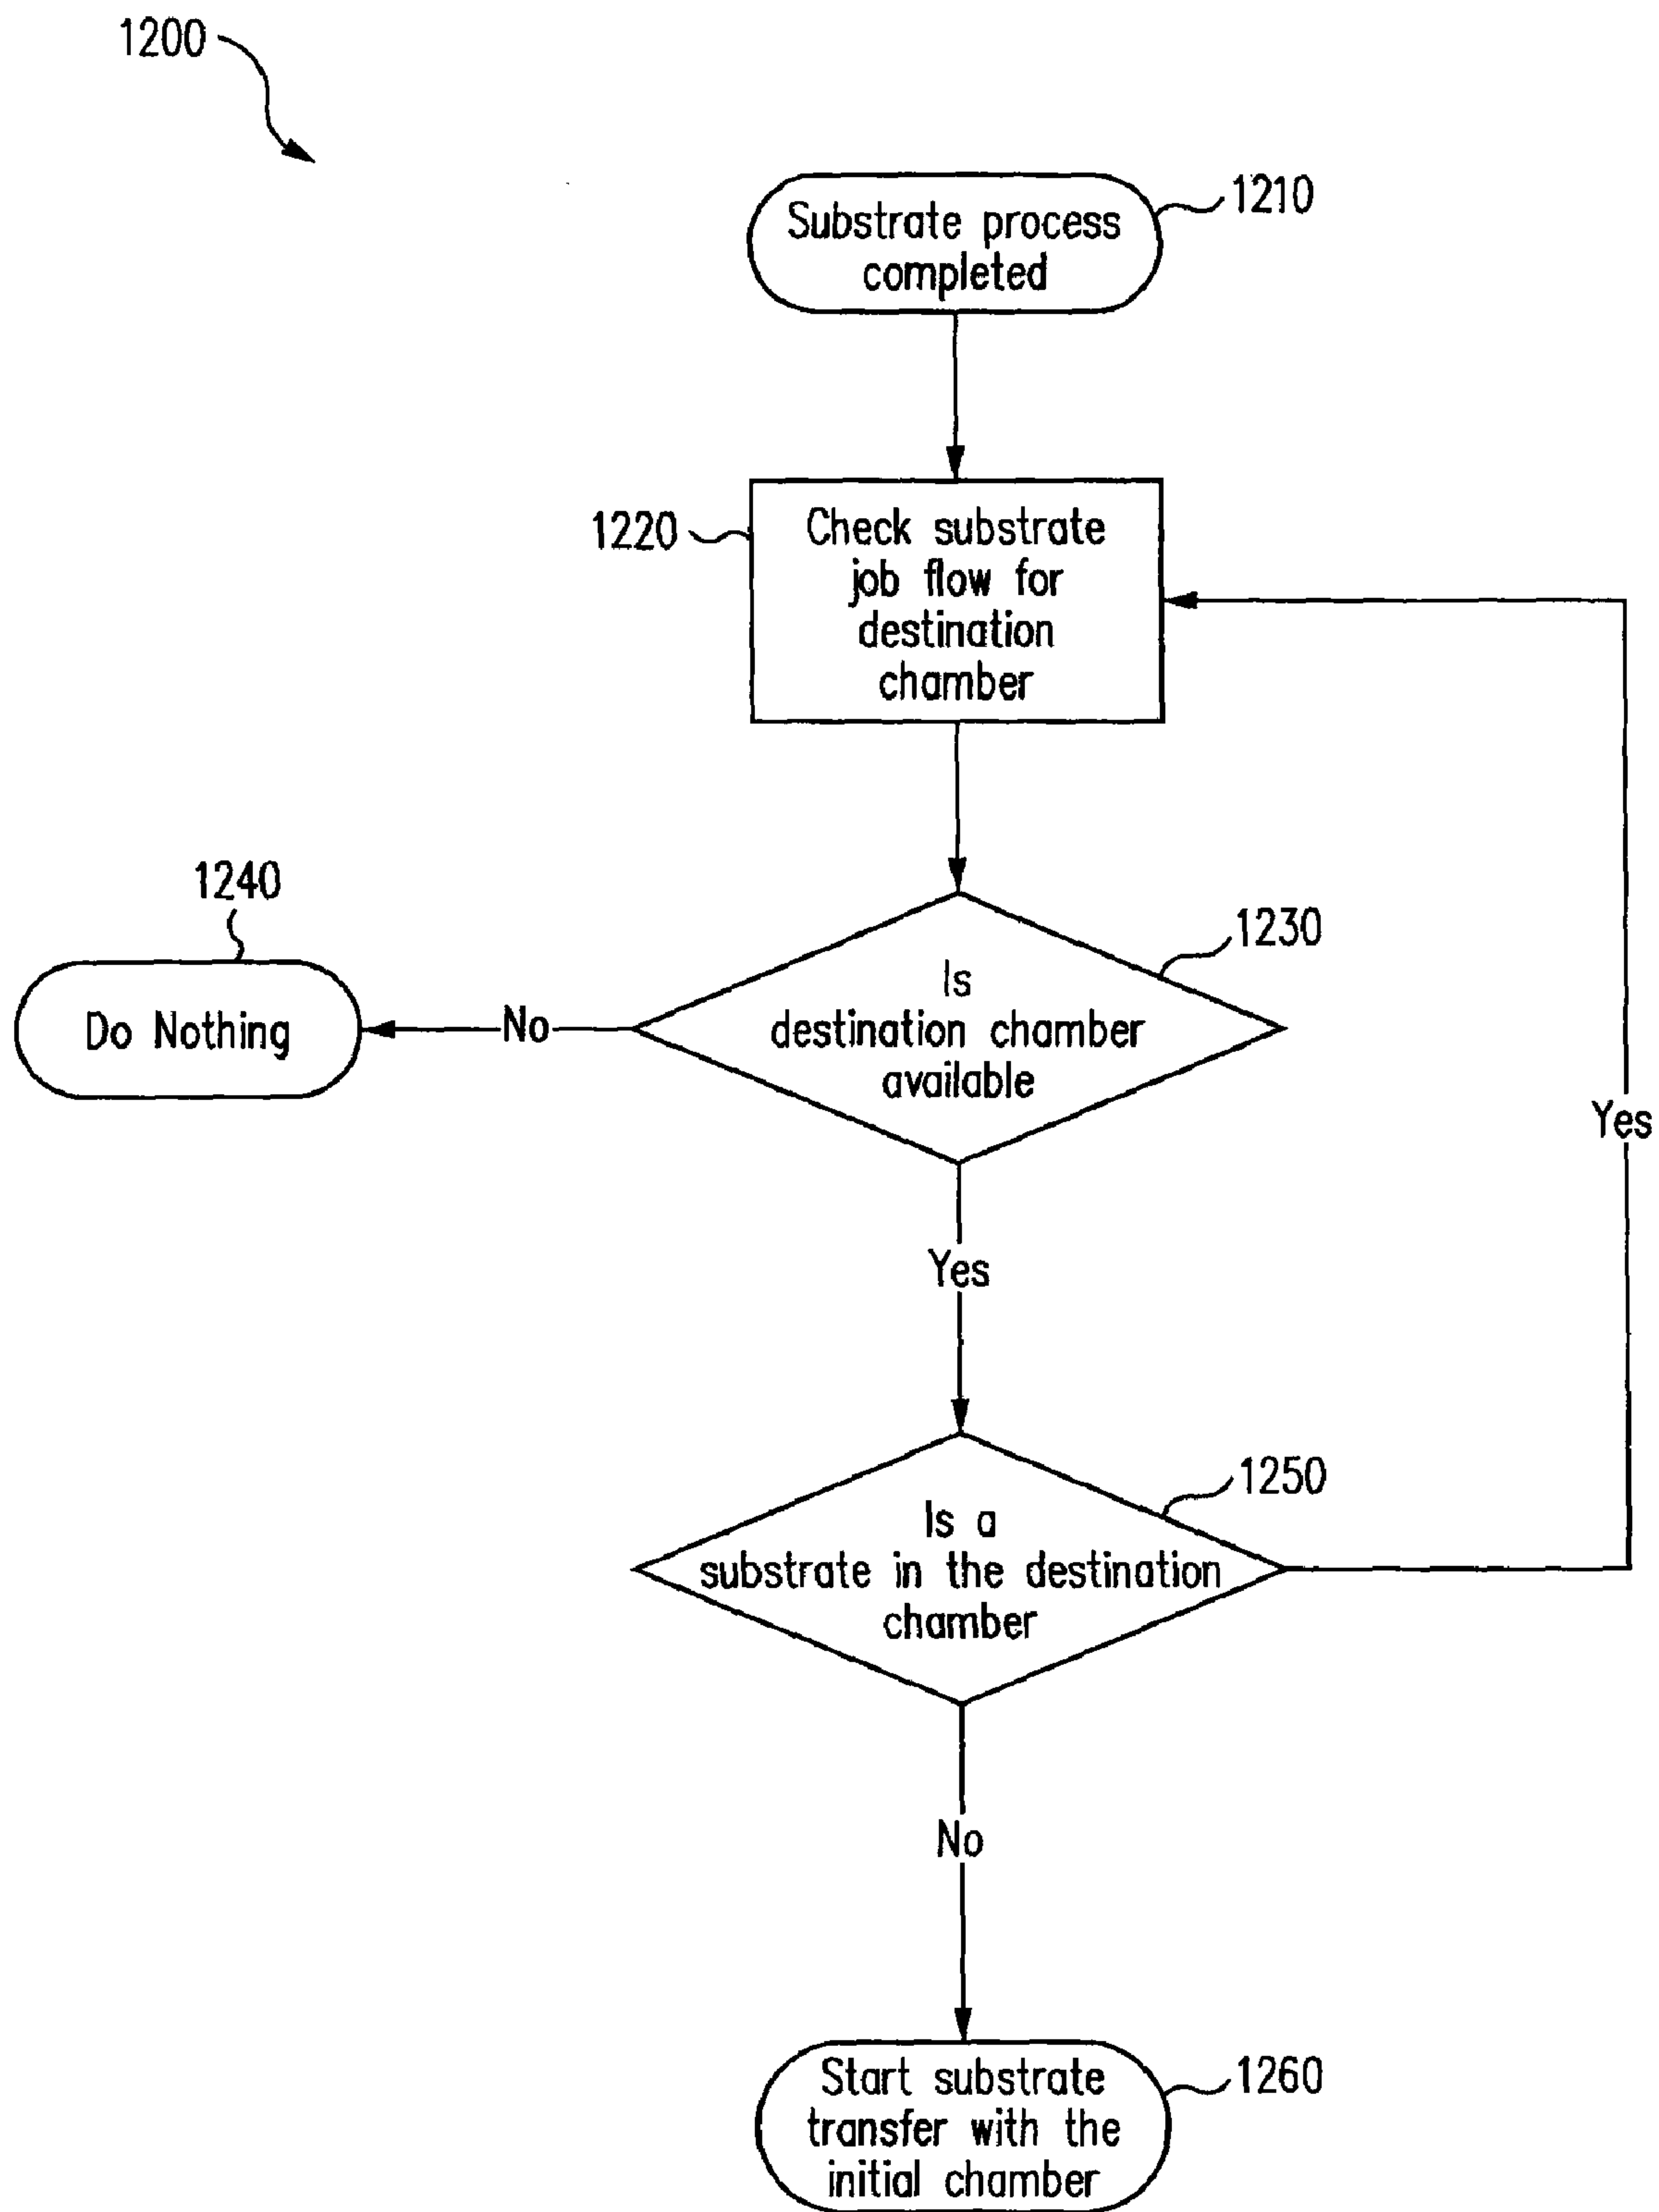 1200
Substrate process
completed
1210
1220
Check substrate
job flow for
destination
chamber
1240
Do Nothing
No
1230
Is
destination chamber
available
Yes
Yes
1250
Is a
substrate in the destination
chamber
No
Start substrate
transfer with the
initial chamber
1260